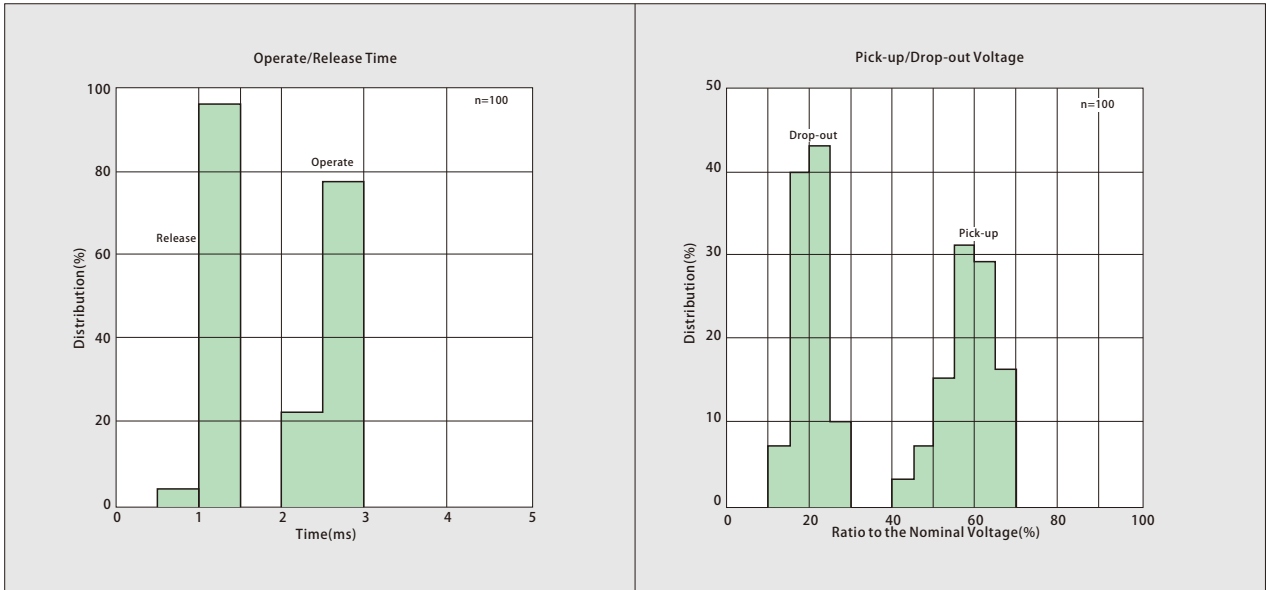 Operate/Release Time
n=100
100
80
60
40
20
0
Distribution(%)
Release
Operate
0 1 2 3 4 5
Time(ms)
Pick-up/Drop-out Voltage
n=100
50
40
30
20
10
0
Distribution(%)
Drop-out
Pick-up
0 20 40 60 80 100
Ratio to the Nominal Voltage(%)